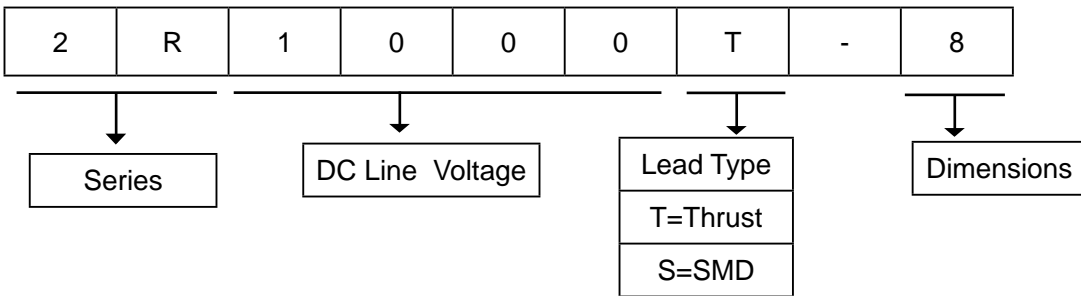 2 R 1 0 0 0 T - 8
Series
DC Line Voltage
Lead Type
T=Thrust
S=SMD
Dimensions